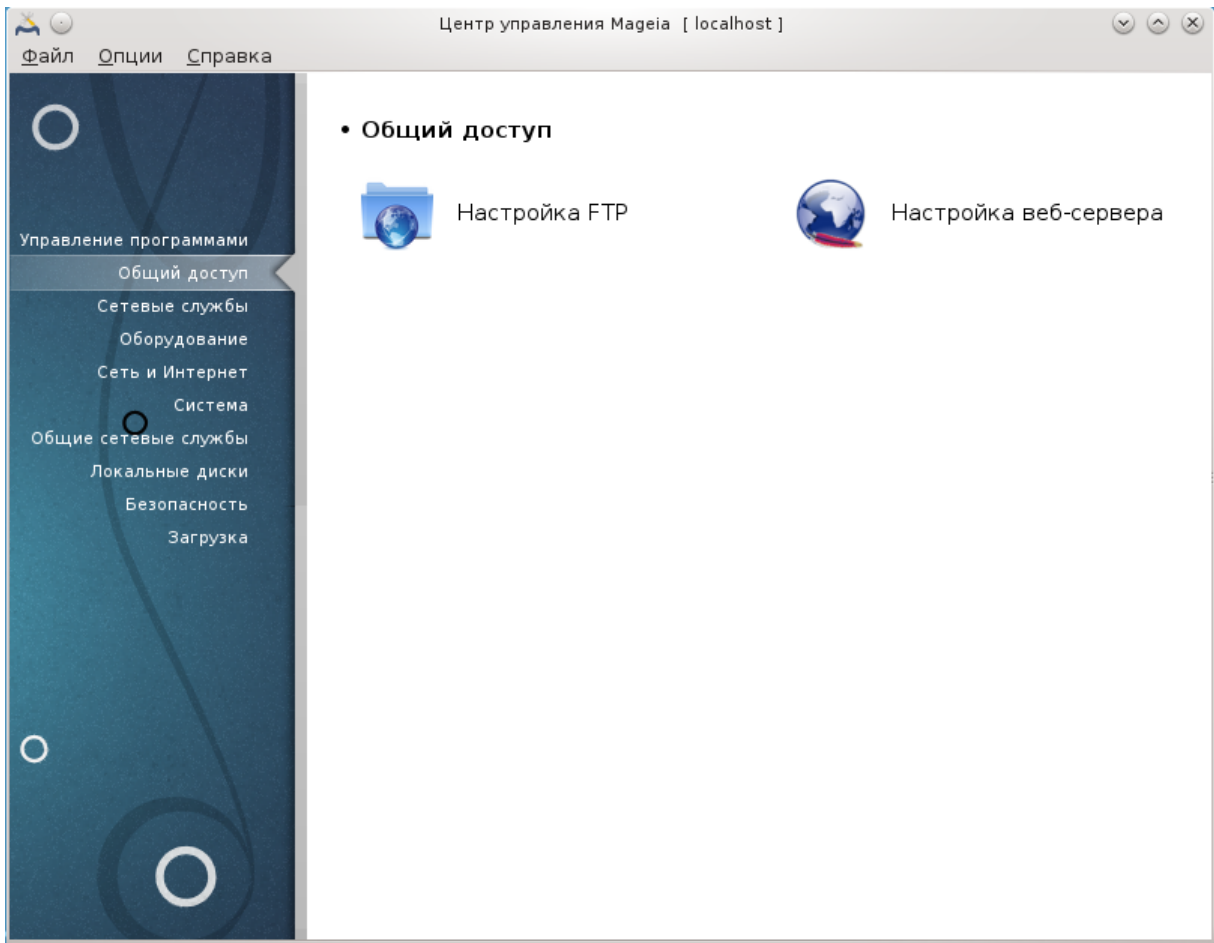 Центр управления Mageia [ localhost ]
Файл Опции Справка
Управление программами
Общий доступ
Сетевые службы
Оборудование
Сеть и Интернет
Система
Общие сетевые службы
Локальные диски
Безопасность
Загрузка
• Общий доступ
Настройка FTP
Настройка веб-сервера